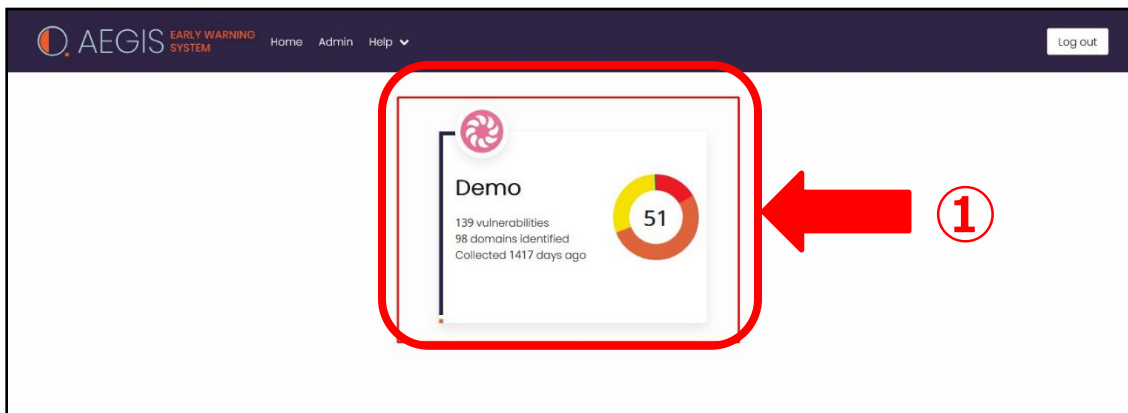 AEGIS EARLY WARNING
SYSTEM
Home Admin Help
Log out
Demo
139 vulnerabilities
98 domains identified
Collected 1417 days ago
51
①